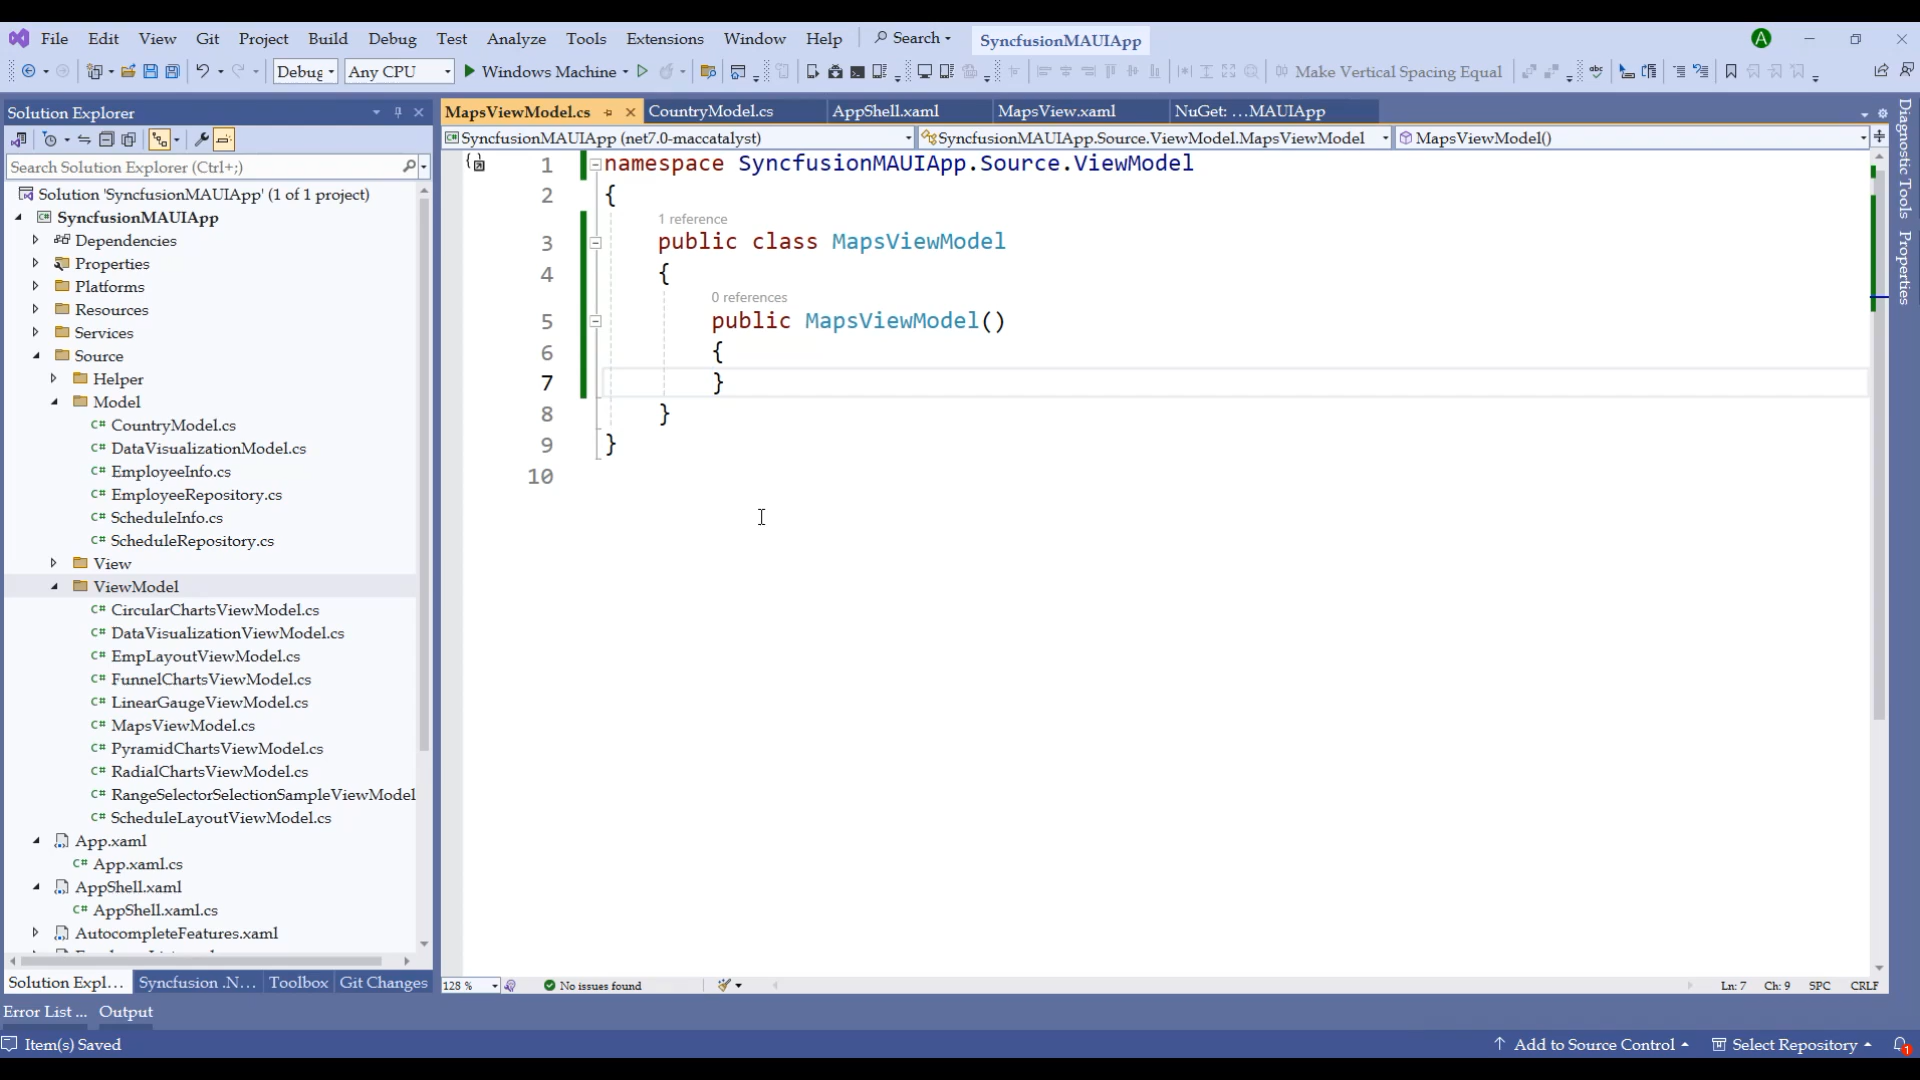 File Edit View Git Project Build Debug Test Analyze Tools Extensions Window Help Search SyncfusionMAUIApp A
Debug Any CPU Windows Machine Make Vertical Spacing Equal
Solution Explorer
Search Solution Explorer (Ctrl+;)
Solution 'SyncfusionMAUIApp' (1 of 1 project)
SyncfusionMAUIApp
Dependencies
Properties
Platforms
Resources
Services
Source
Helper
Model
C# CountryModel.cs
C# DataVisualizationModel.cs
C# EmployeeInfo.cs
C# EmployeeRepository.cs
C# ScheduleInfo.cs
C# ScheduleRepository.cs
View
ViewModel
C# CircularChartsViewModel.cs
C# DataVisualizationViewModel.cs
C# EmpLayoutViewModel.cs
C# FunnelChartsViewModel.cs
C# LinearGaugeViewModel.cs
C# MapsViewModel.cs
C# PyramidChartsViewModel.cs
C# RadialChartsViewModel.cs
C# RangeSelectorSelectionSampleViewModel
C# ScheduleLayoutViewModel.cs
App.xaml
C# App.xaml.cs
AppShell.xaml
C# AppShell.xaml.cs
AutocompleteFeatures.xaml
Solution Expl... Syncfusion .N... Toolbox Git Changes
MapsViewModel.cs CountryModel.cs AppShell.xaml MapsView.xaml NuGet: ...MAUIApp
SyncfusionMAUIApp (net7.0-maccatalyst) SyncfusionMAUIApp.Source.ViewModel.MapsViewModel MapsViewModel()
1 namespace SyncfusionMAUIApp.Source.ViewModel
2 {
1 reference
3 public class MapsViewModel
4 {
0 references
5 public MapsViewModel()
6 {
7 }
8 }
9 }
10
128 % No issues found Ln: 7 Ch: 9 SPC CRLF
Diagnostic Tools
Properties
Error List ... Output
Item(s) Saved Add to Source Control Select Repository 1